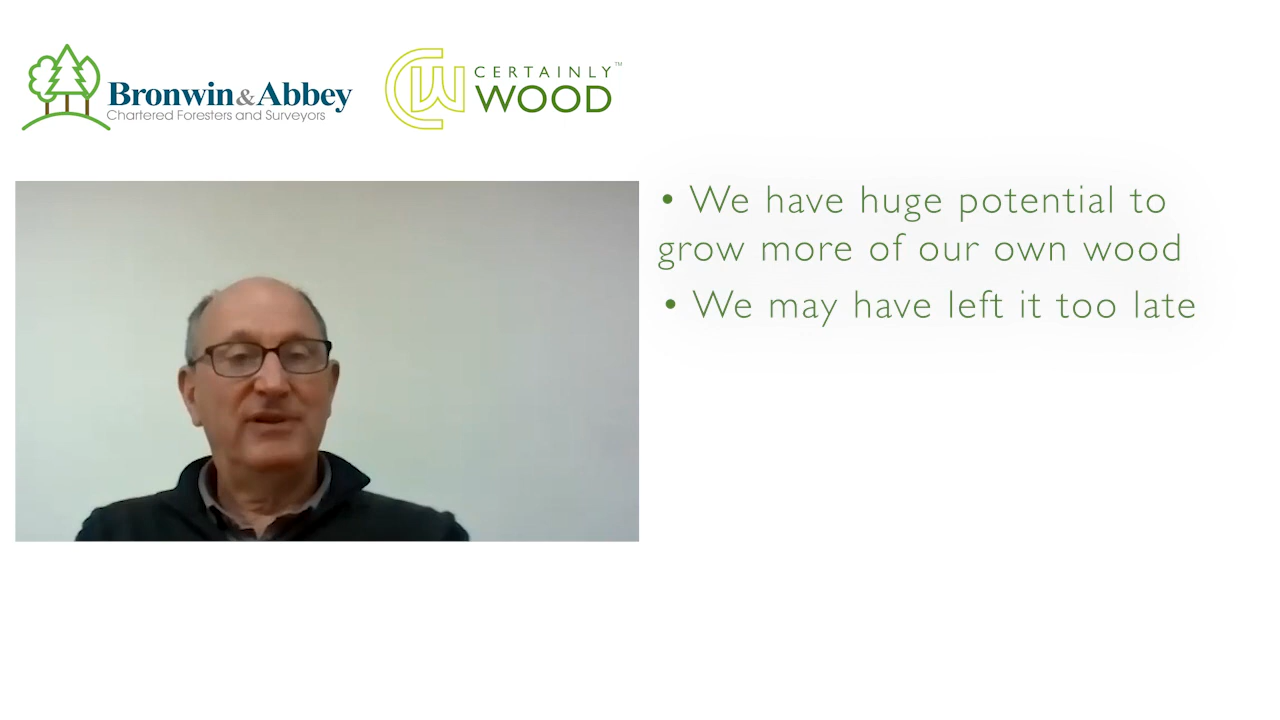 Bronwin & Abbey
Chartered Foresters and Surveyors
CW
CERTAINLY™
WOOD
• We have huge potential to
grow more of our own wood
• We may have left it too late